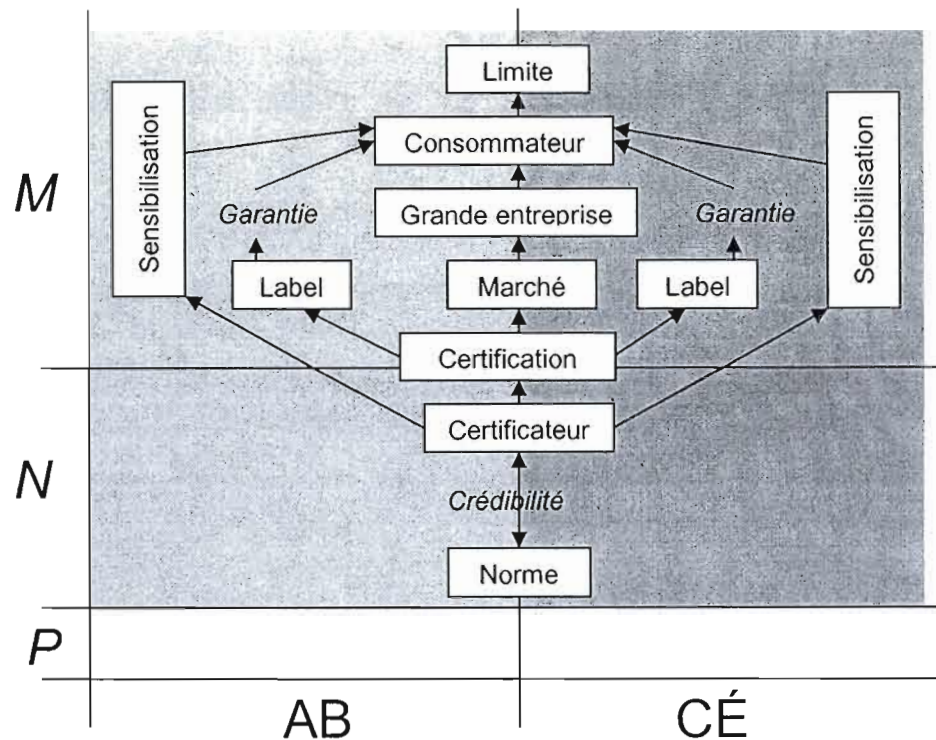 Limite
Consommateur
Sensibilisation
Sensibilisation
M
Garantie
Grande entreprise
Garantie
Label
Marché
Label
Certification
Certificateur
N
Crédibilité
Norme
P
AB
CÉ